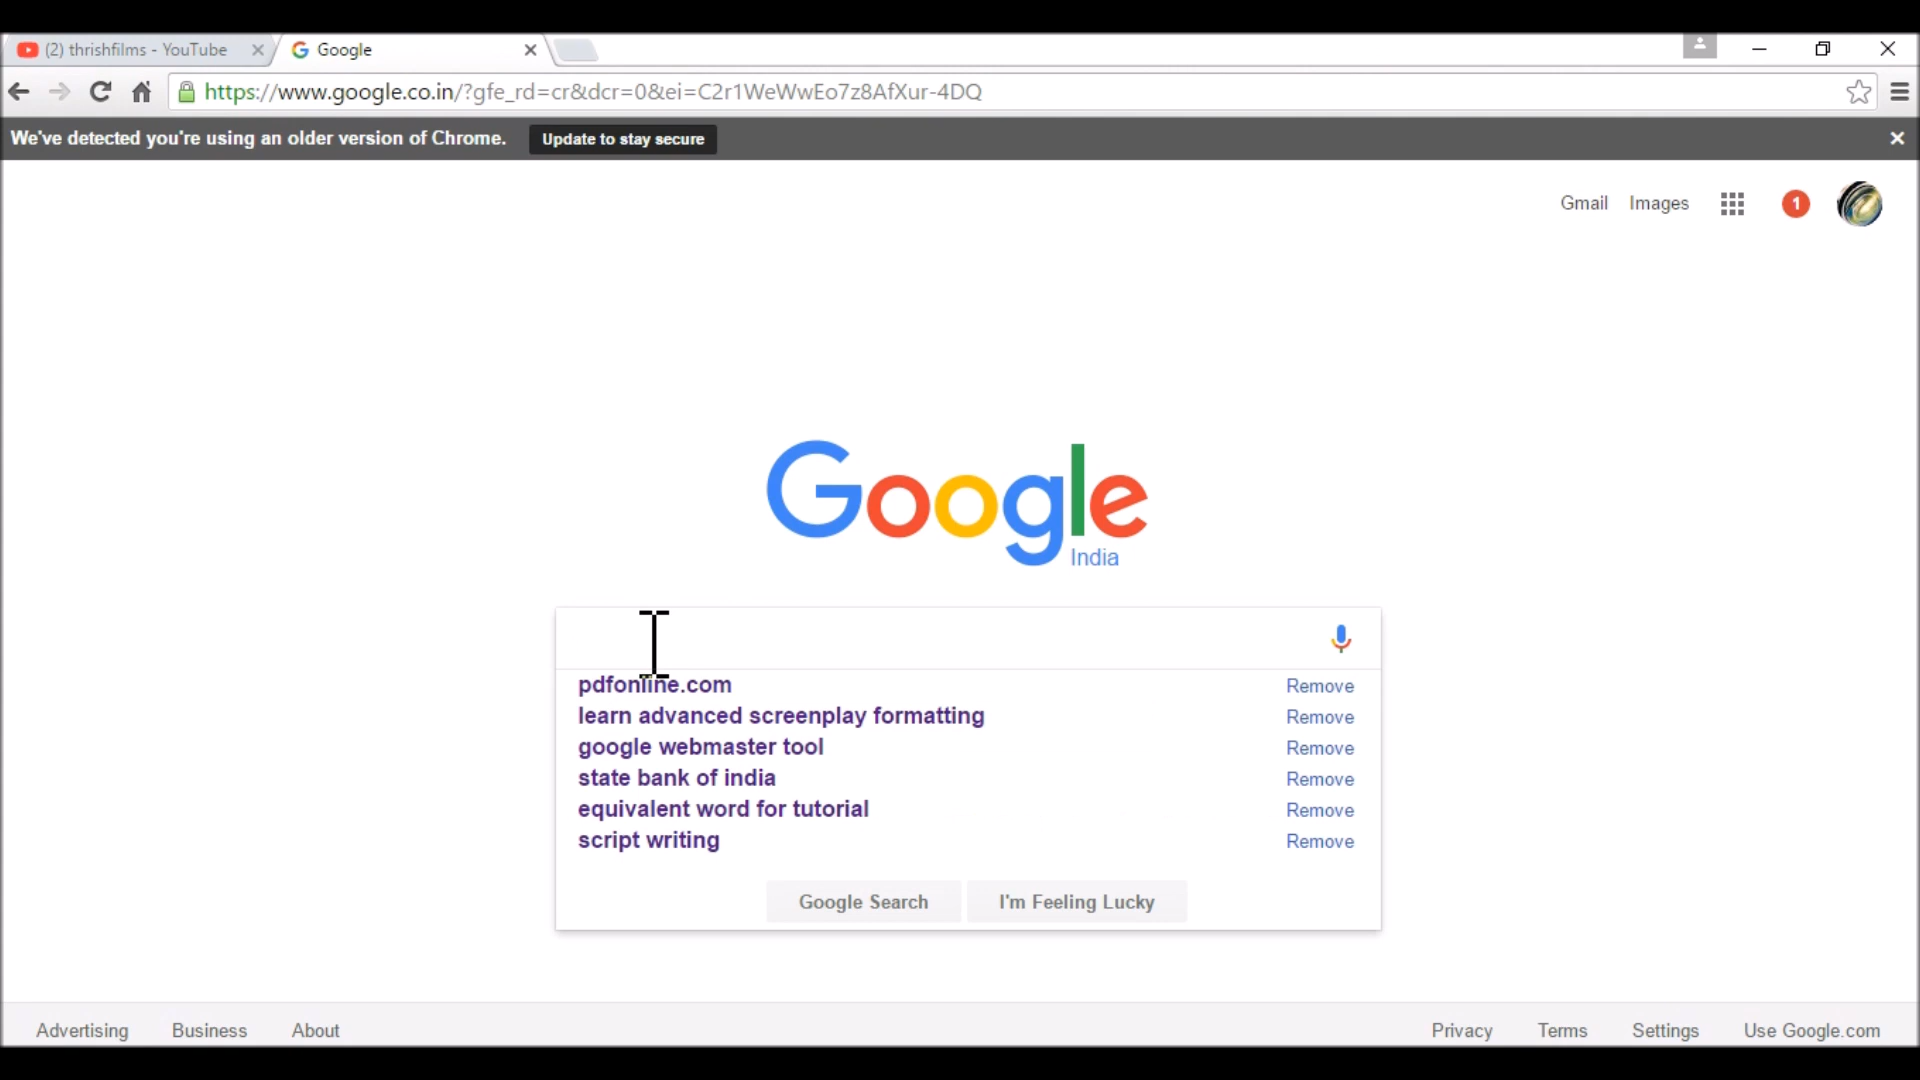 (2) thrishfilms - YouTube
Google
https://www.google.co.in/?gfe_rd=cr&dcr=0&ei=C2r1WeWwEo7z8AfXur-4DQ
We've detected you're using an older version of Chrome. Update to stay secure
Gmail Images 1
Google
India
pdfonline.com Remove
learn advanced screenplay formatting Remove
google webmaster tool Remove
state bank of india Remove
equivalent word for tutorial Remove
script writing Remove
Google Search I'm Feeling Lucky
Advertising Business About Privacy Terms Settings Use Google.com